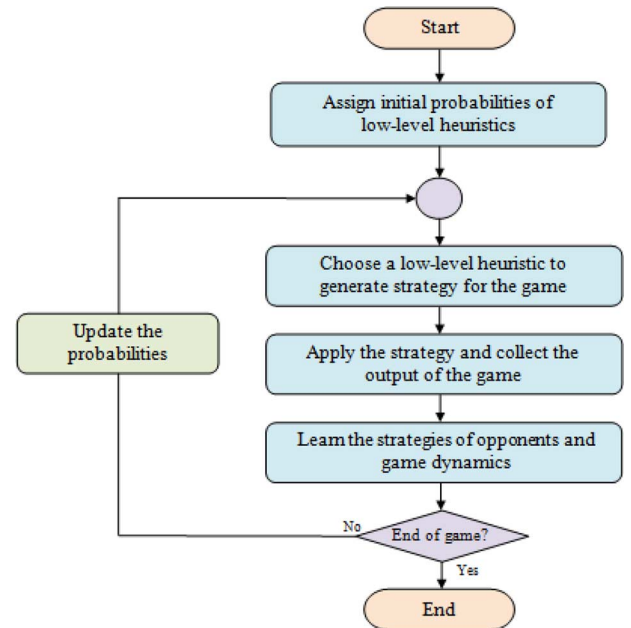 Start
Assign initial probabilities of
low-level heuristics
Choose a low-level heuristic to
generate strategy for the game
Update the
probabilities
Apply the strategy and collect the
output of the game
Learn the strategies of opponents and
game dynamics
No
End of game?
Yes
End